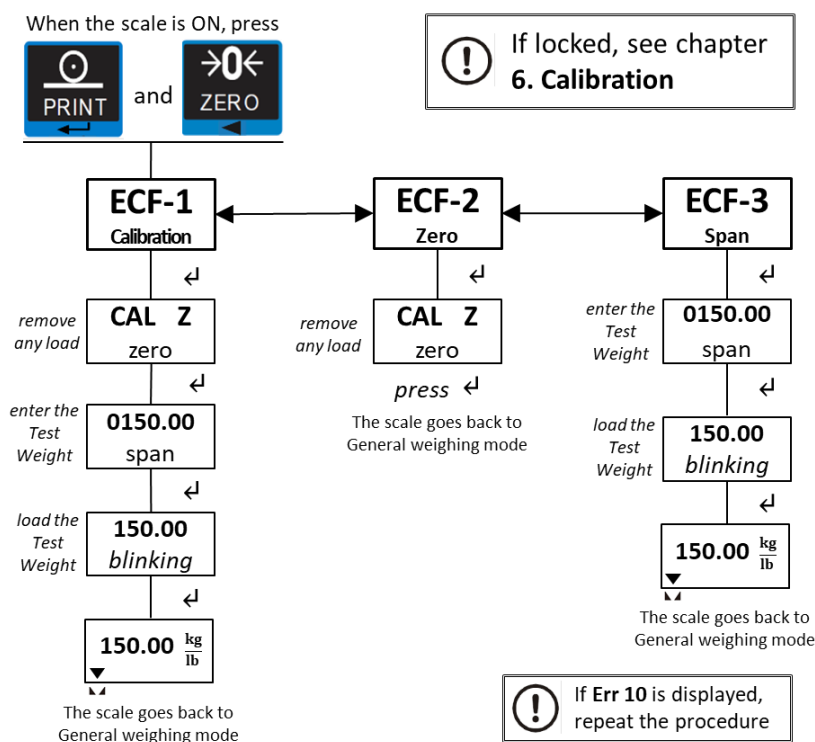 When the scale is ON, press
PRINT
and
0
ZERO
If locked, see chapter
6. Calibration
ECF-1
Calibration
ECF-2
Zero
ECF-3
Span
remove
any load
CAL Z
zero
enter the
Test
Weight
0150.00
span
load the
Test
Weight
150.00
blinking
150.00 kg
lb
The scale goes back to
General weighing mode
remove
any load
CAL Z
zero
press
The scale goes back to
General weighing mode
enter the
Test
Weight
0150.00
span
load the
Test
Weight
150.00
blinking
150.00 kg
lb
The scale goes back to
General weighing mode
If Err 10 is displayed,
repeat the procedure